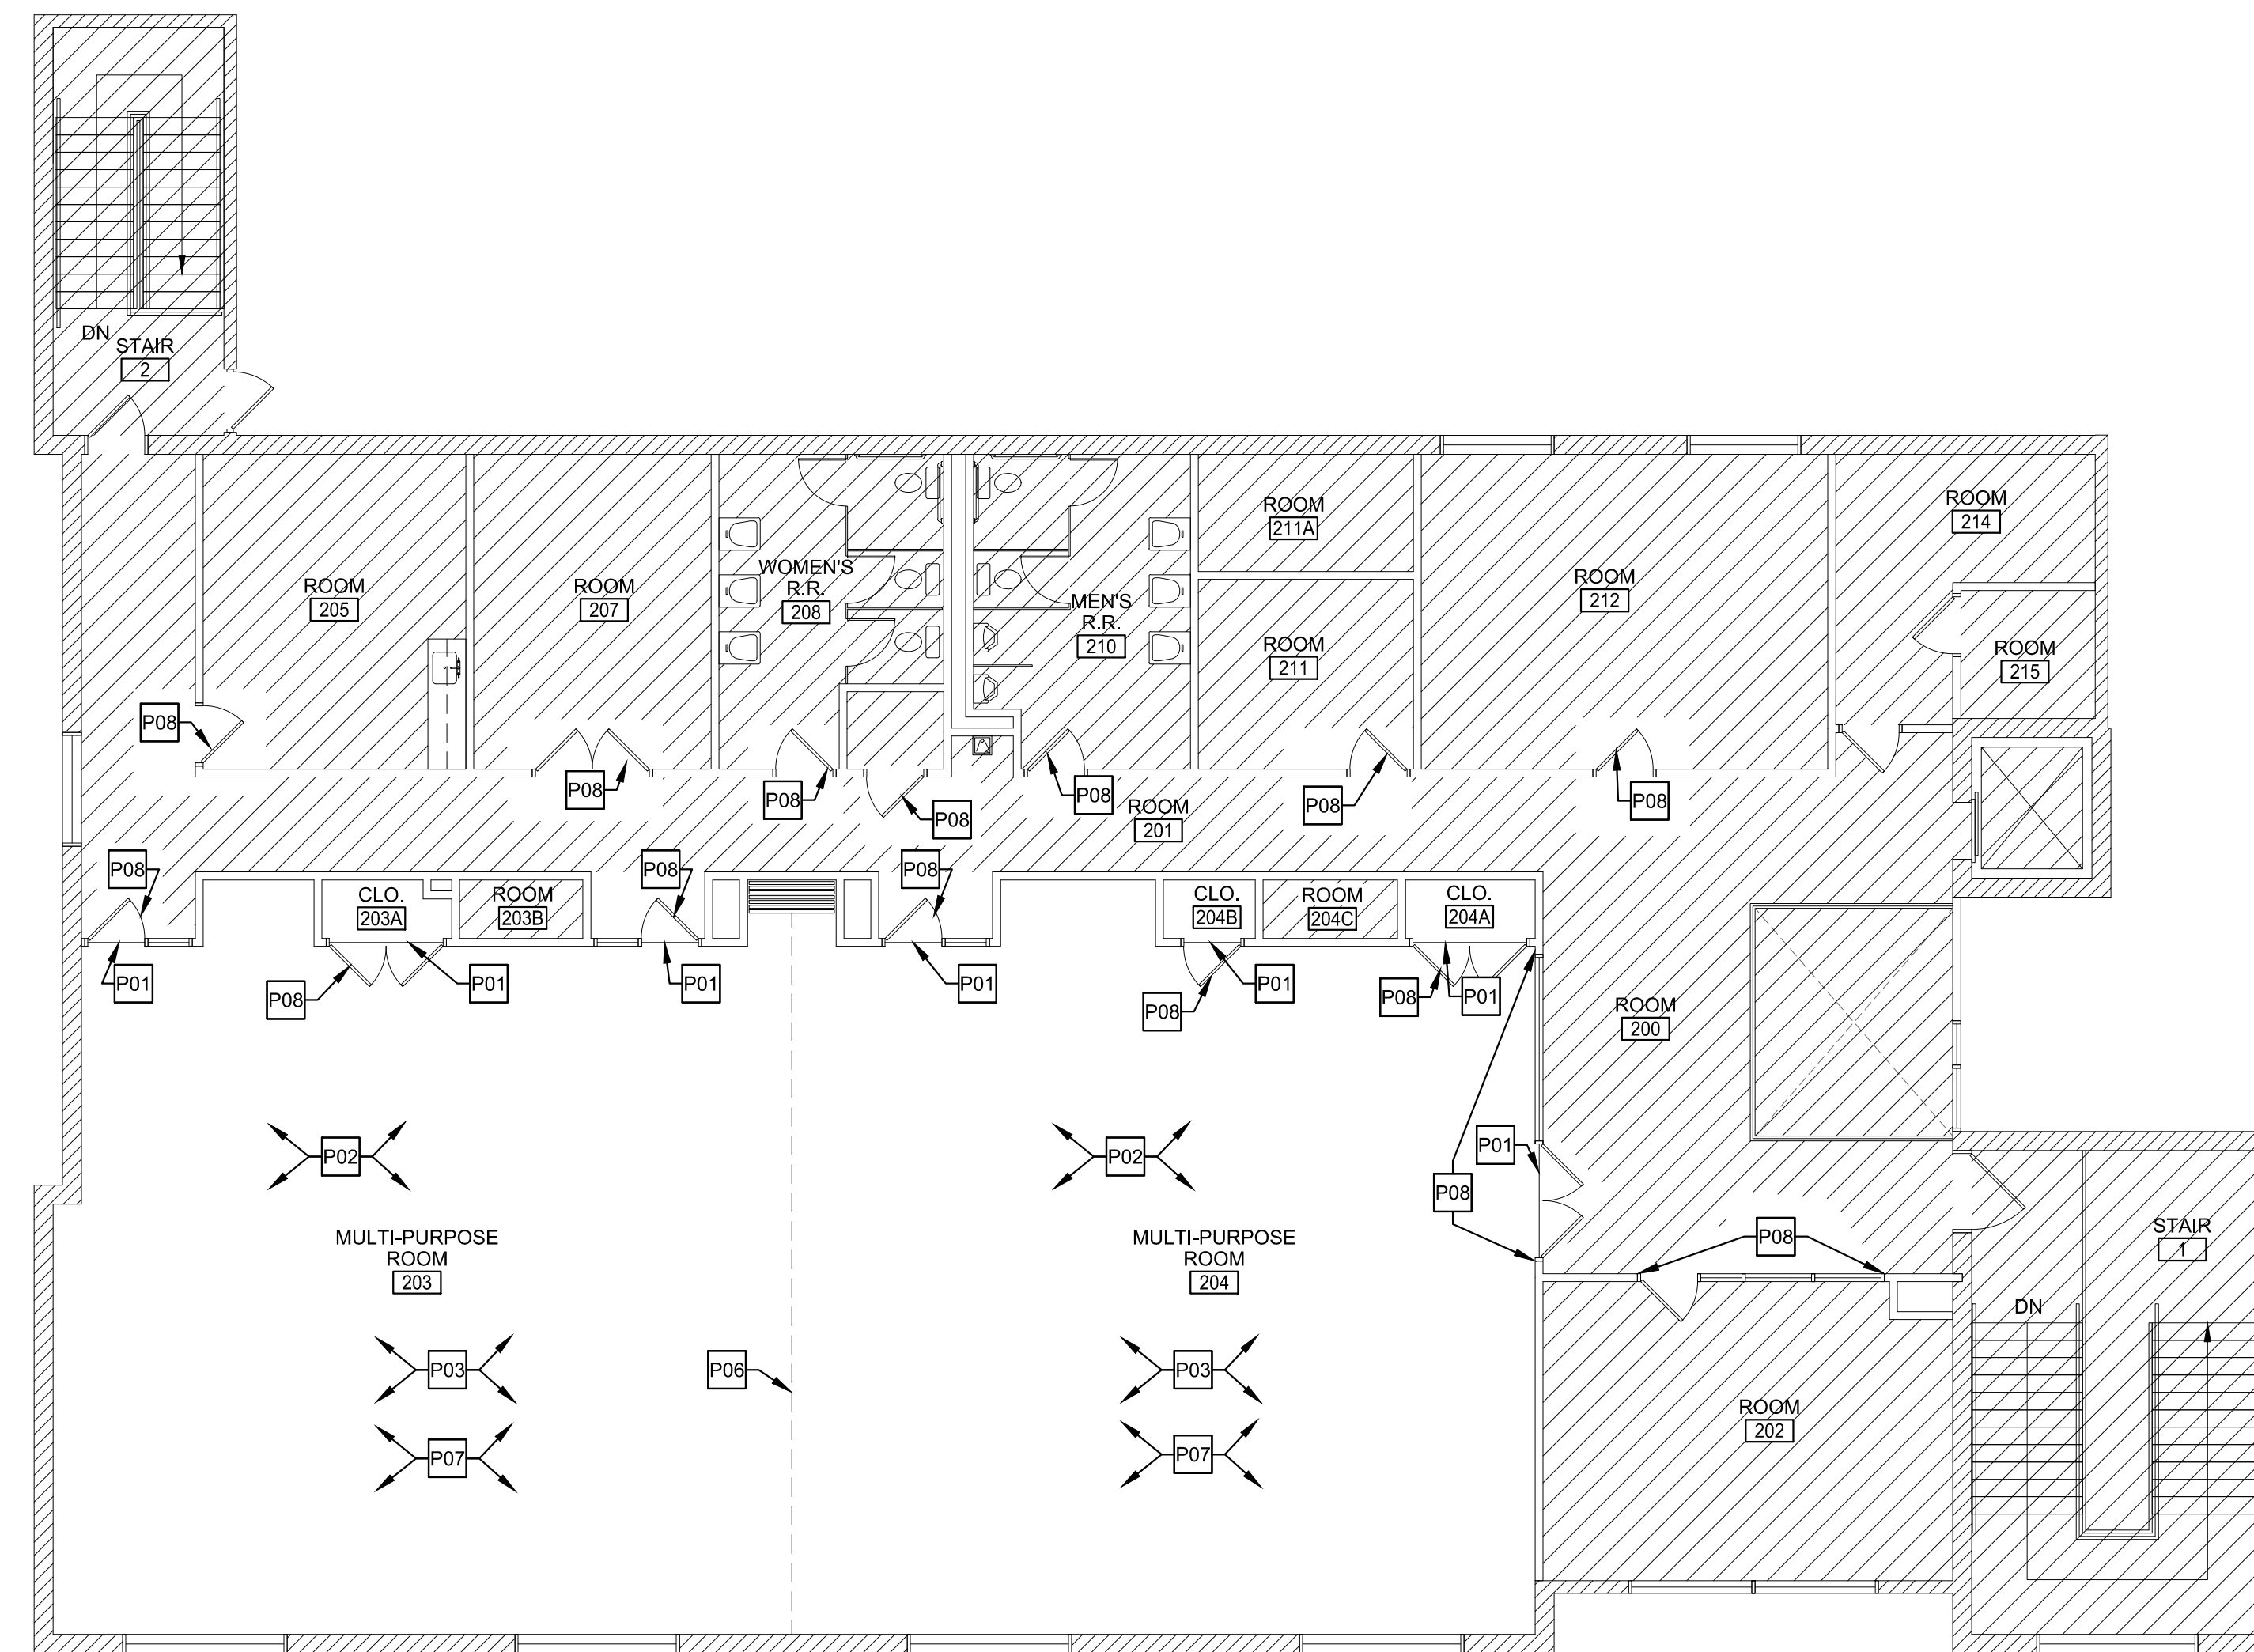 DN
STAIR
2
ROOM
205
ROOM
207
WOMEN'S
R.R.
208
MEN'S
R.R.
210
ROOM
211A
ROOM
211
ROOM
212
ROOM
214
ROOM
215
P08
P08
P08
P08
P08
P08
P08
ROOM
201
P08
P08
P08
CLO.
203A
ROOM
203B
CLO.
204B
ROOM
204C
CLO.
204A
P01
P08
P01
P01
P01
P08
P01
P08
P01
ROOM
200
P02
P02
P01
P08
P08
MULTI-PURPOSE
ROOM
203
MULTI-PURPOSE
ROOM
204
STAIR
1
DN
P03
P06
P03
P07
P07
ROOM
202